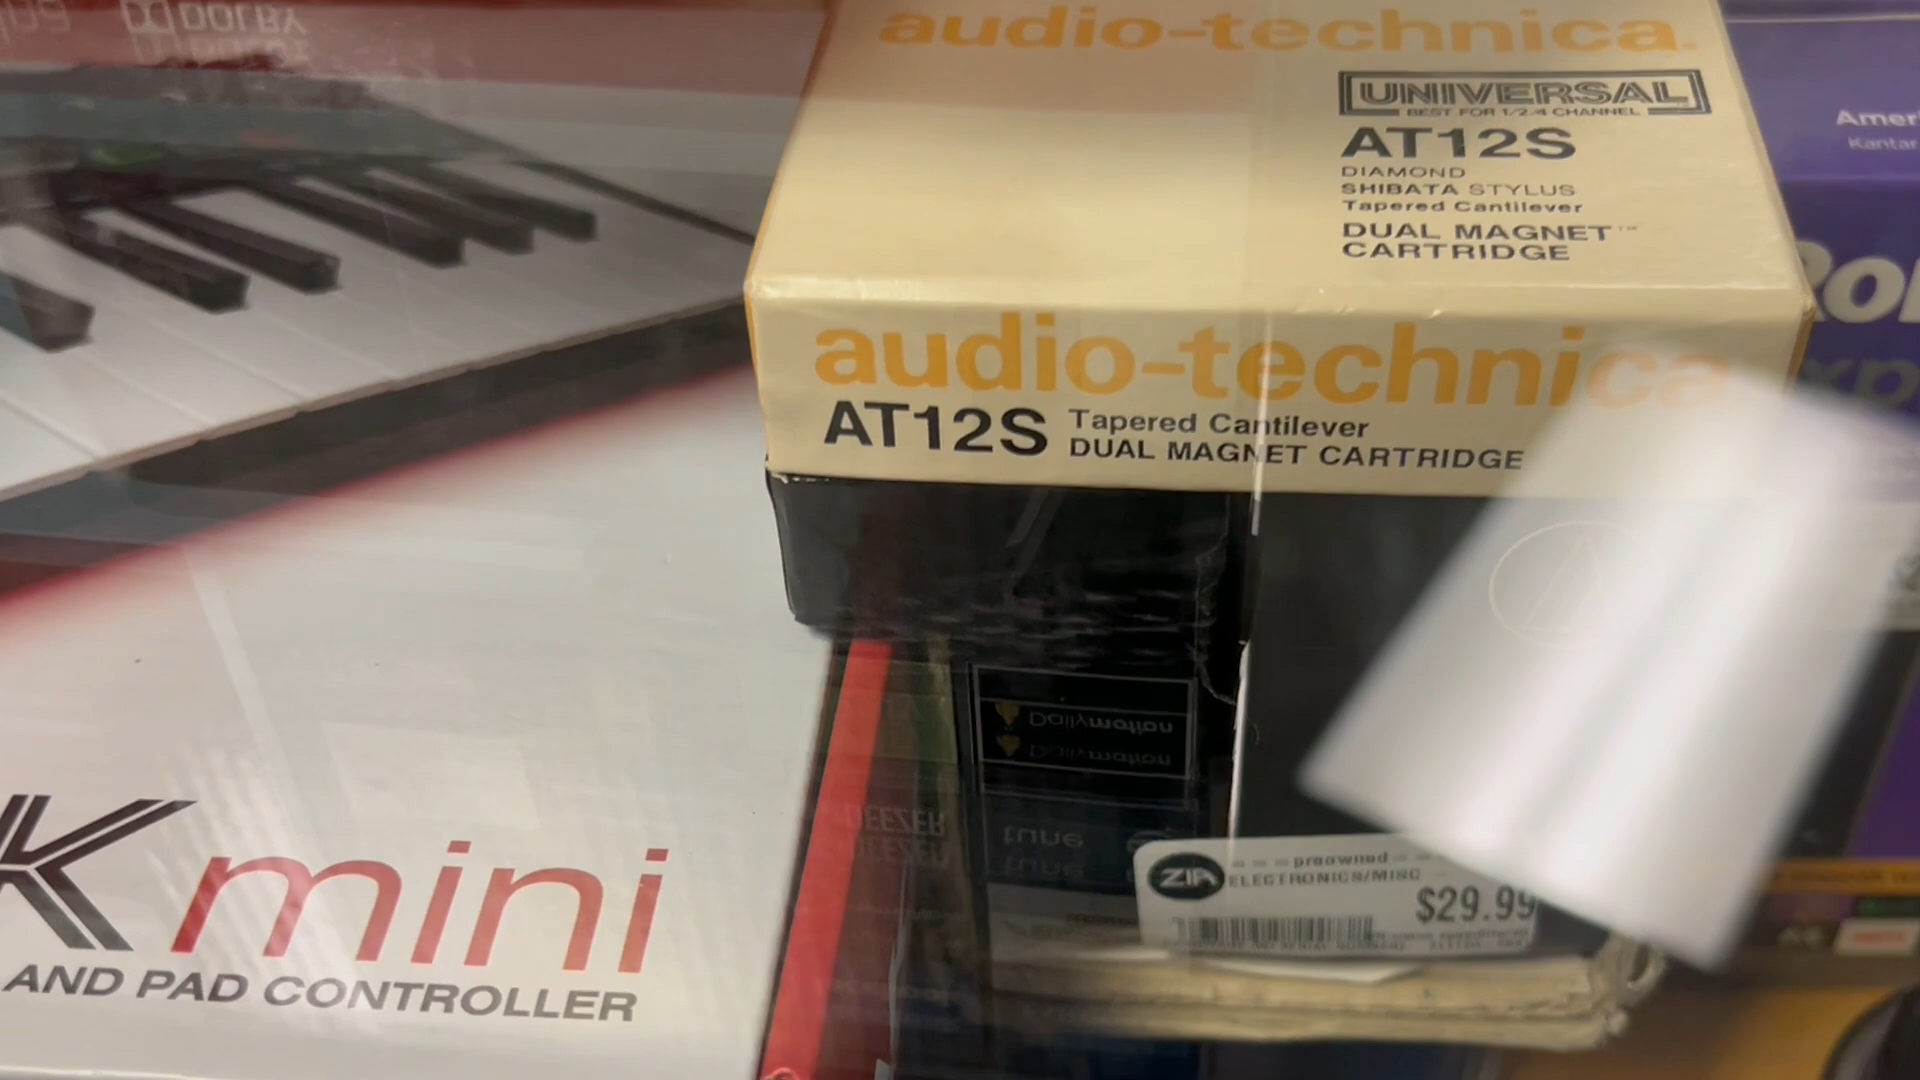 DOLBY
audio-technica
UNIVERSAL
BEST FOR 1/2/4 CHANNEL
AT12S
DIAMOND
SHIBATA STYLUS
Tapered Cantilever
DUAL MAGNET™
CARTRIDGE
audio-technica
AT12S Tapered Cantilever
DUAL MAGNET CARTRIDGE
Kantar
Dailymotion
Dailymotion
DEEZER
DEEZER
tune
tune
ZIA preowned
ELECTRONICS/MISC
$29.99
K mini
AND PAD CONTROLLER